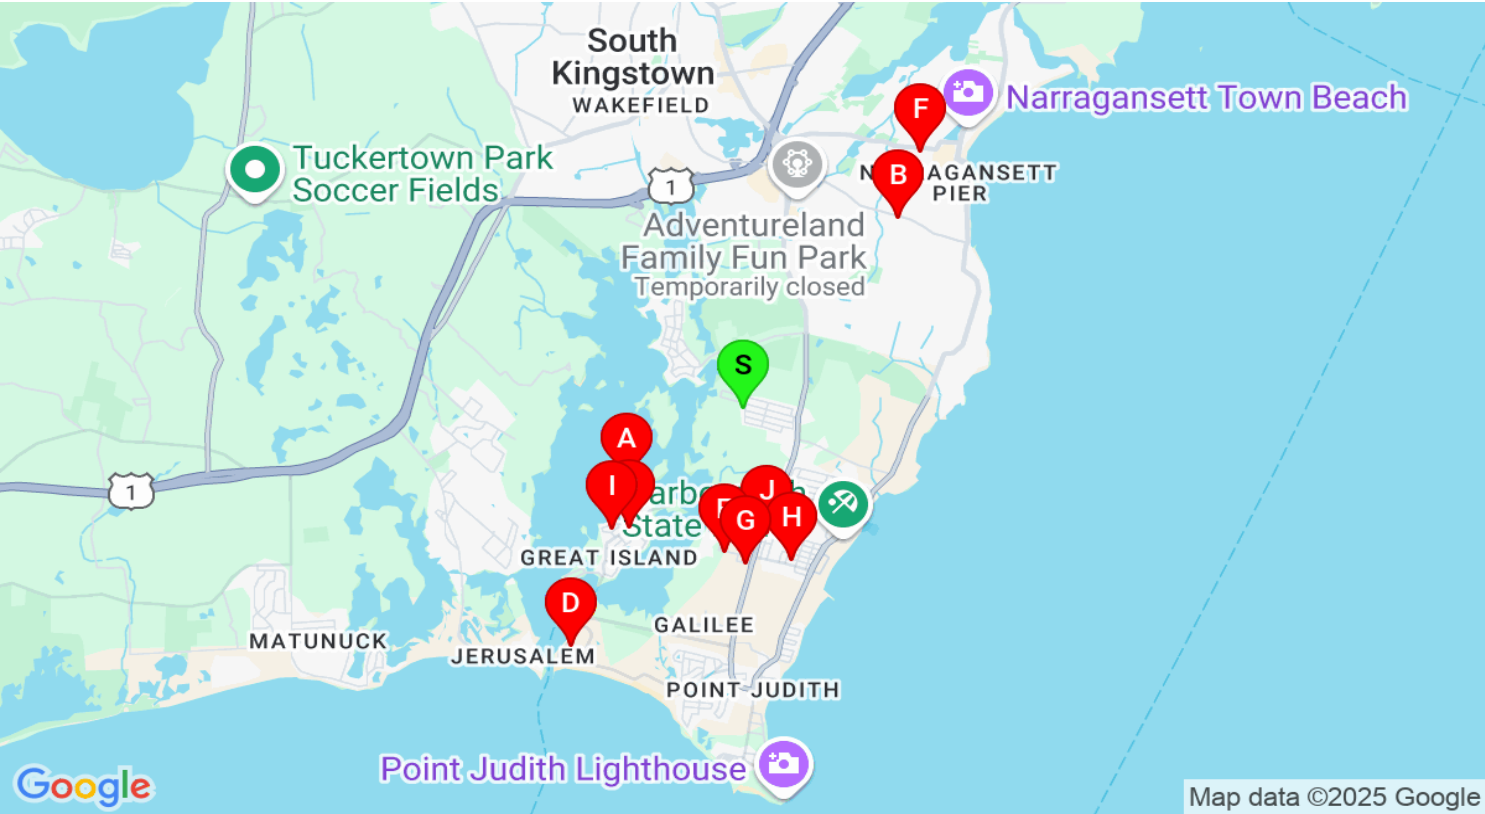 South
Kingstown
WAKEFIELD
F
Narragansett Town Beach
Tuckertown Park
Soccer Fields
1
B
PIER
Adventureland
Family Fun Park
Temporarily closed
S
A
I
J
State
G
H
1
GREAT ISLAND
D
GALILEE
MATUNUCK
JERUSALEM
POINT JUDITH
Point Judith Lighthouse
Google
Map data ©2025 Google